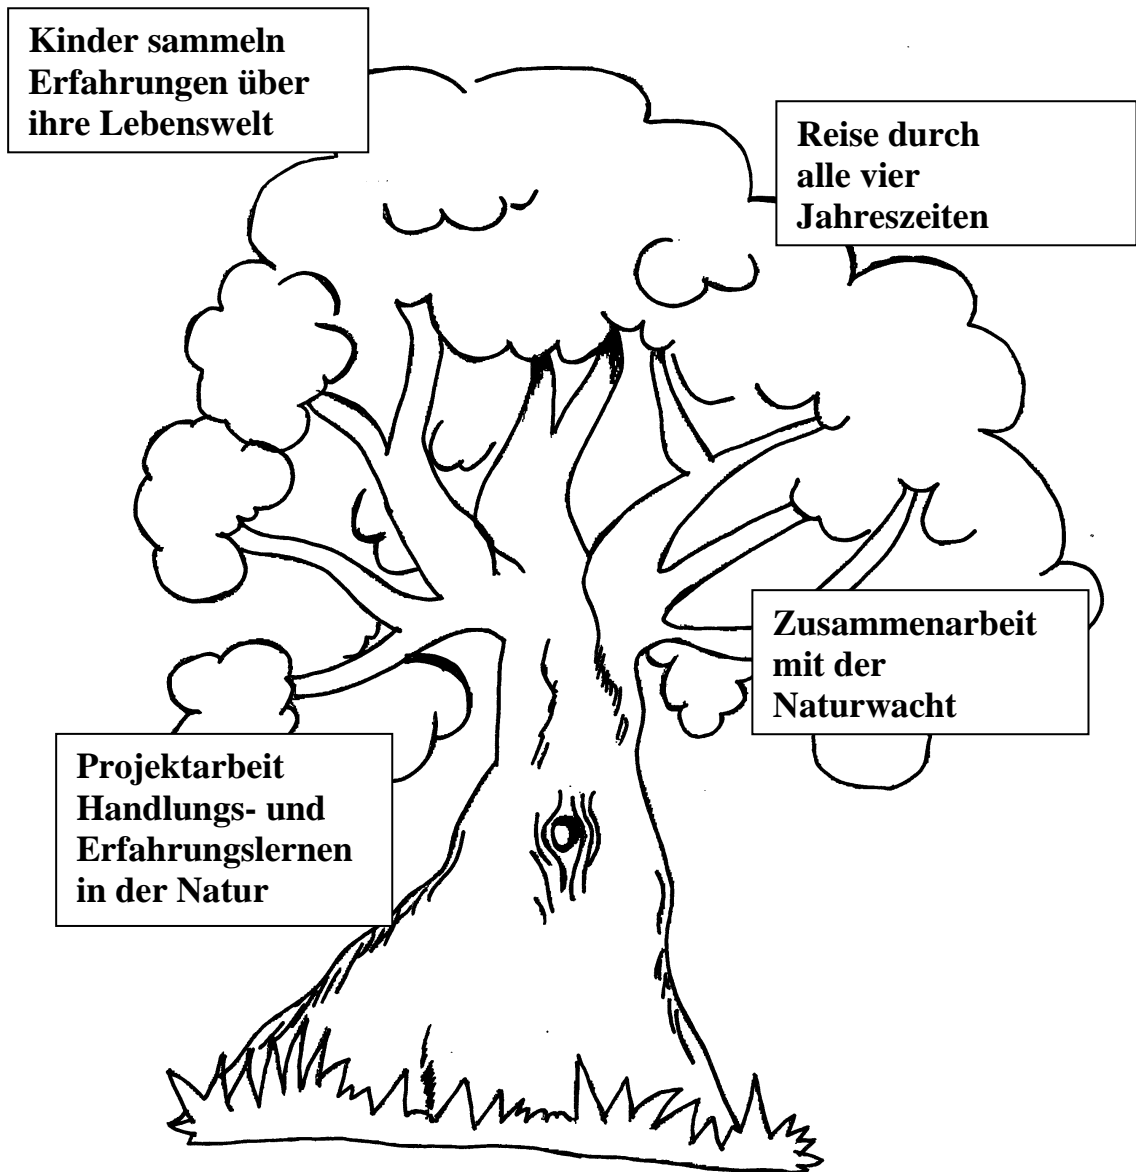 Kinder sammeln
Erfahrungen über
ihre Lebenswelt
Reise durch
alle vier
Jahreszeiten
Zusammenarbeit
mit der
Naturwacht
Projektarbeit
Handlungs- und
Erfahrungslernen
in der Natur